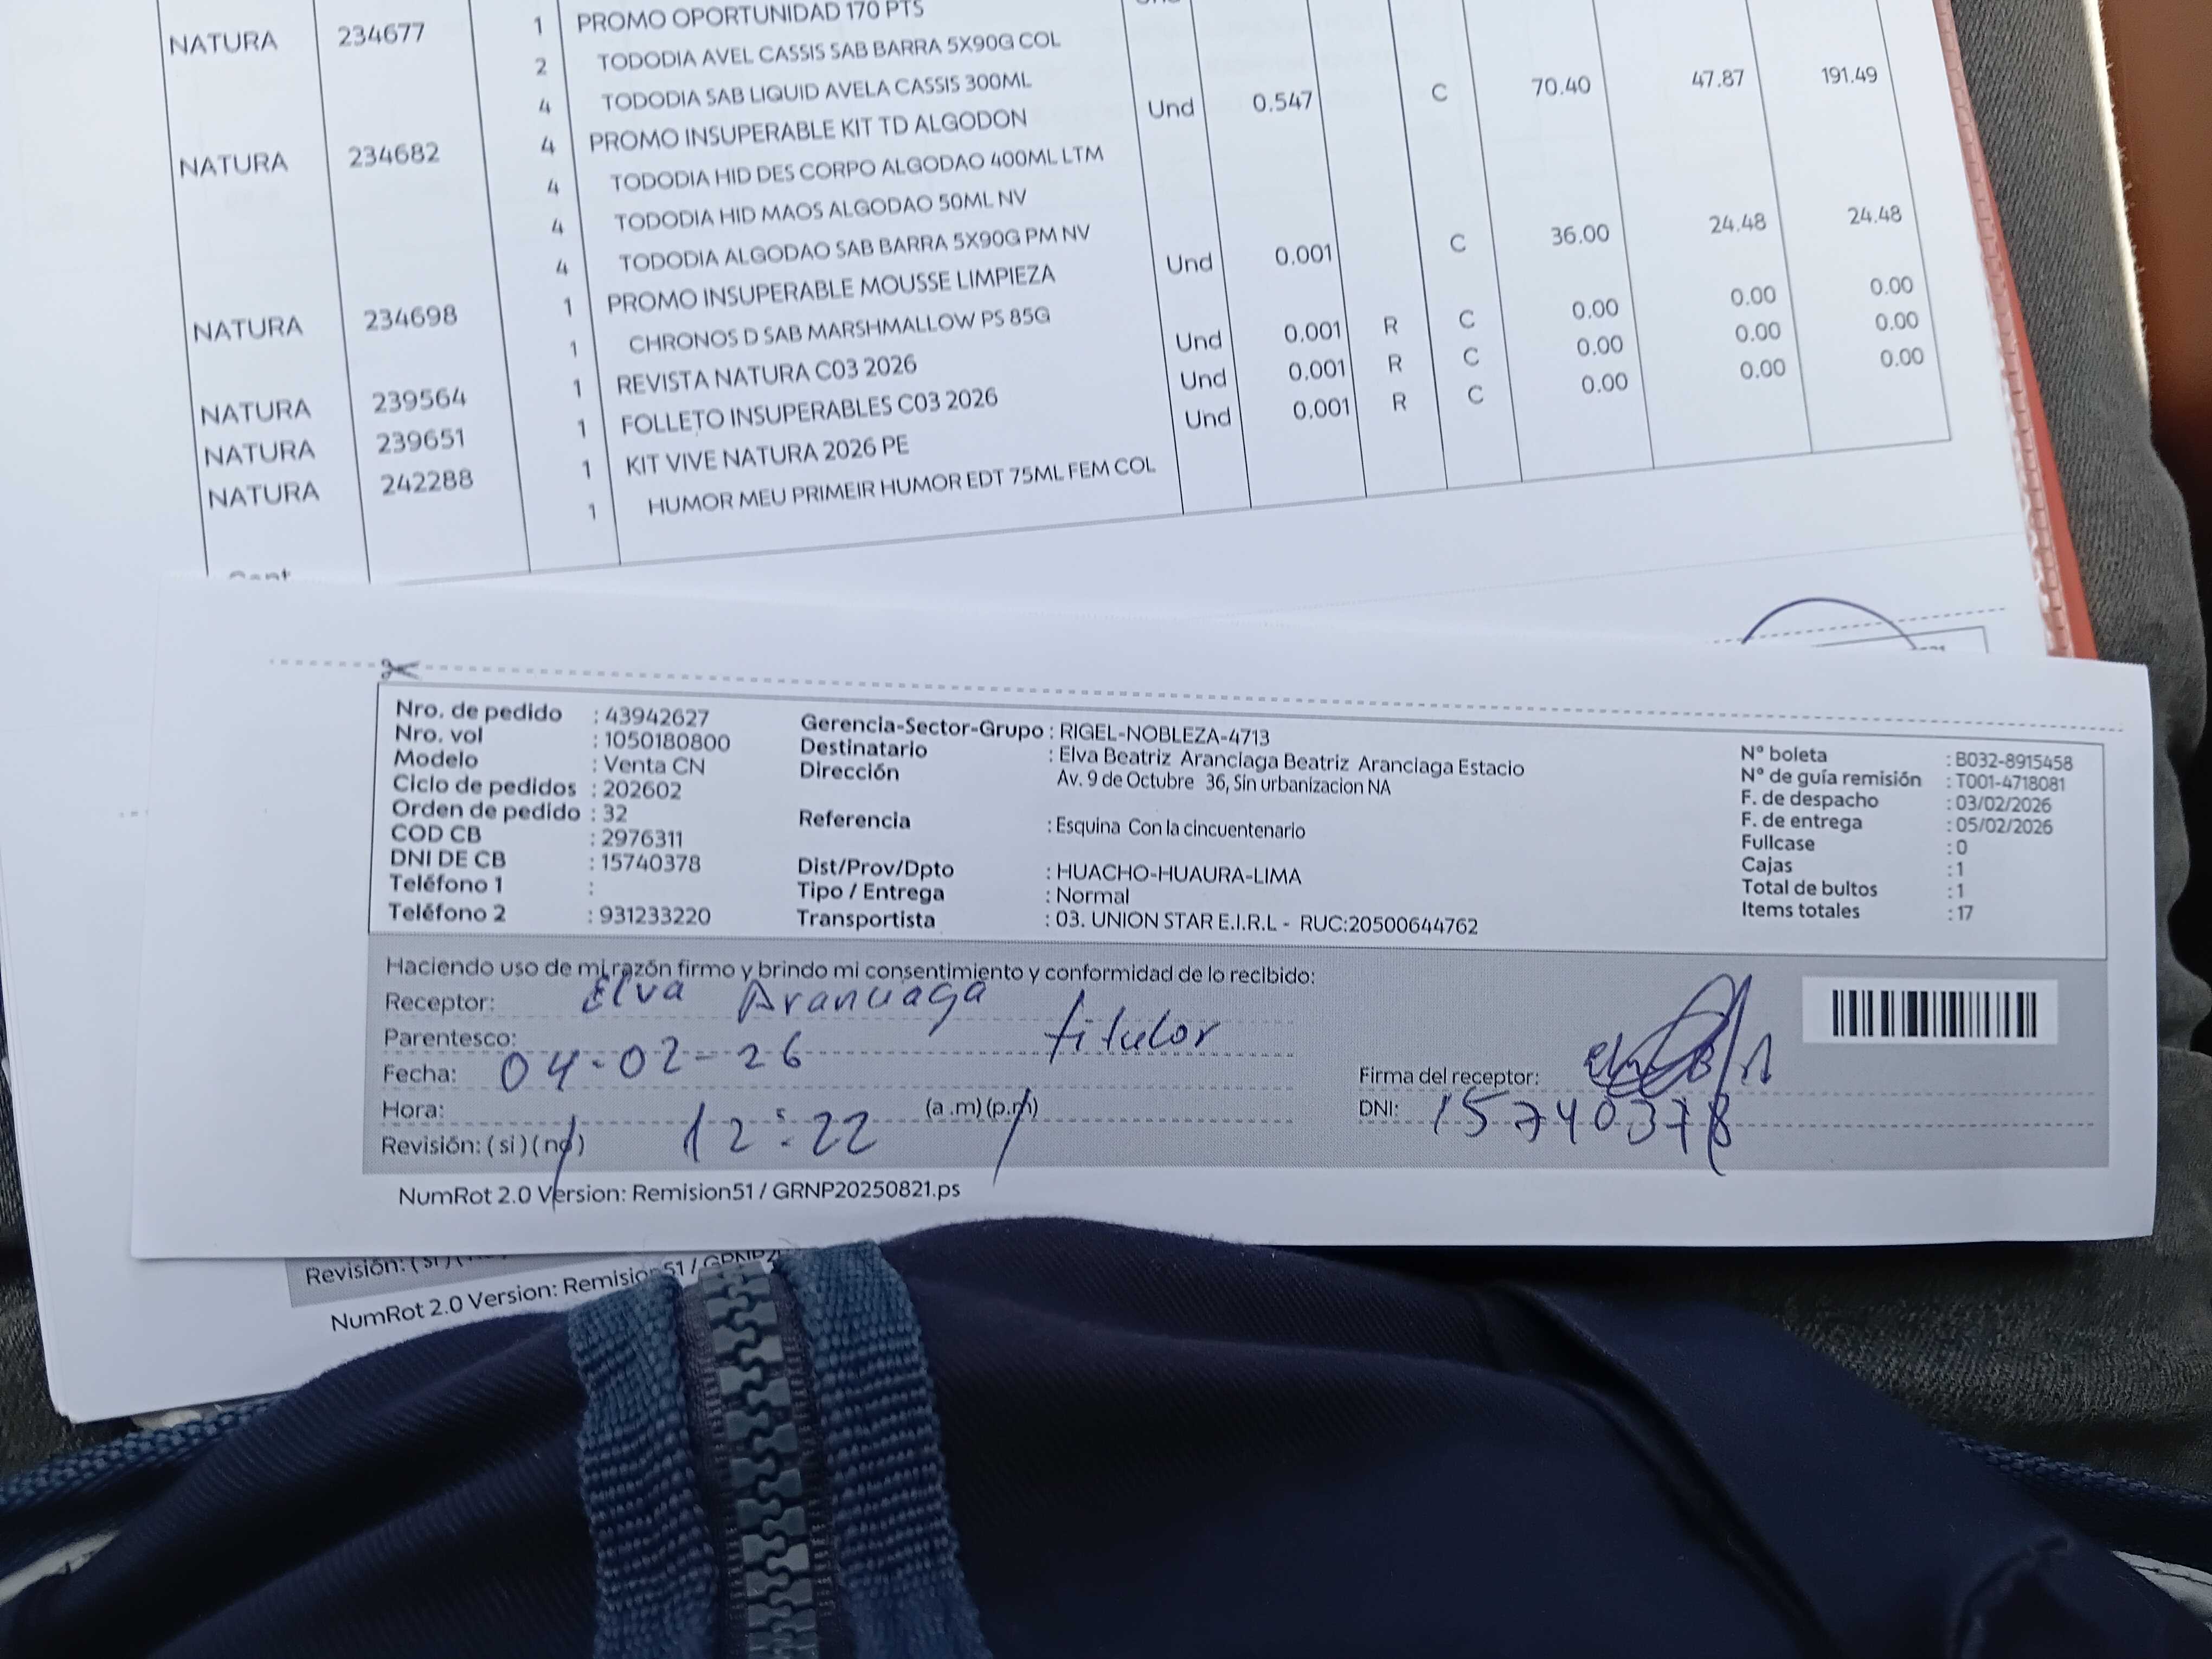 NATURA 234677 1 PROMO OPORTUNIDAD 170 PTS
2 TODODIA AVEL CASSIS SAB BARRA 5X90G COL
4 TODODIA SAB LIQUID AVELA CASSIS 300ML
NATURA 234682 4 PROMO INSUPERABLE KIT TD ALGODON Und 0.547 C 70.40 47.87 191.49
4 TODODIA HID DES CORPO ALGODAO 400ML LTM
4 TODODIA HID MAOS ALGODAO 50ML NV
4 TODODIA ALGODAO SAB BARRA 5X90G PM NV
NATURA 234698 1 PROMO INSUPERABLE MOUSSE LIMPIEZA Und 0.001 C 36.00 24.48 24.48
1 CHRONOS D SAB MARSHMALLOW PS 85G
NATURA 239564 1 REVISTA NATURA C03 2026 Und 0.001 R C 0.00 0.00 0.00
NATURA 239651 1 FOLLETO INSUPERABLES C03 2026 Und 0.001 R C 0.00 0.00 0.00
NATURA 242288 1 KIT VIVE NATURA 2026 PE Und 0.001 R C 0.00 0.00 0.00
1 HUMOR MEU PRIMEIR HUMOR EDT 75ML FEM COL
Nro. de pedido : 43942627
Nro. vol : 1050180800
Modelo : Venta CN
Ciclo de pedidos : 202602
Orden de pedido : 32
COD CB : 2976311
DNI DE CB : 15740378
Teléfono 1 :
Teléfono 2 : 931233220
Gerencia-Sector-Grupo : RIGEL-NOBLEZA-4713
Destinatario : Elva Beatriz Aranciaga Beatriz Aranciaga Estacio
Dirección Av. 9 de Octubre 36, Sin urbanizacion NA
Referencia : Esquina Con la cincuentenario
Dist/Prov/Dpto : HUACHO-HUAURA-LIMA
Tipo / Entrega : Normal
Transportista : 03. UNION STAR E.I.R.L - RUC:20500644762
N° boleta : B032-8915458
N° de guía remisión : T001-4718081
F. de despacho : 03/02/2026
F. de entrega : 05/02/2026
Fullcase : 0
Cajas : 1
Total de bultos : 1
Items totales : 17
Haciendo uso de mi razón firmo y brindo mi consentimiento y conformidad de lo recibido:
Receptor: Elva Aranciaga
Parentesco: titular
Fecha: 04-02-26
Hora: 12:22 (a.m)(p.m)
Revisión: (si)(no)
Firma del receptor:
DNI: 15740378
NumRot 2.0 Version: Remision51 / GRNP20250821.ps
Revisión: (si)
NumRot 2.0 Version: Remision51 /